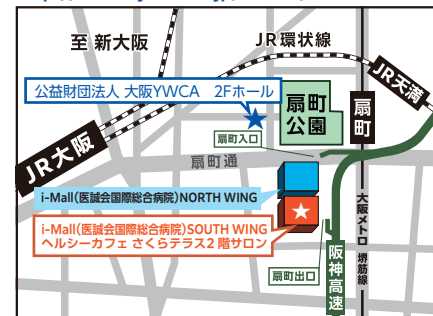 至 新大阪
JR環状線
JR天満
公益財団法人 大阪YWCA 2Fホール
扇町
公園
扇町
扇町入口
JR大阪
扇町通
i-Mall（医誠会国際総合病院）NORTH WING
i-Mall（医誠会国際総合病院）SOUTH WING
ヘルシーカフェ さくらテラス2 階サロン
大阪メトロ 堺筋線
扇町出口
阪神高速